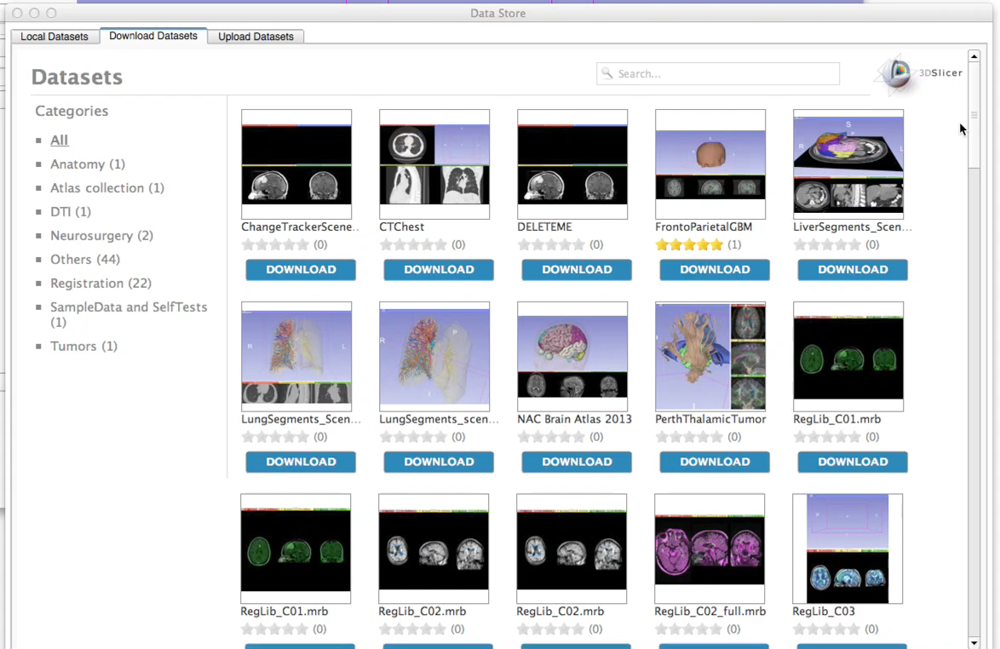 Data Store
Local Datasets
Download Datasets
Upload Datasets
Datasets
Search...
3DSlicer
Categories
All
Anatomy (1)
Atlas collection (1)
DTI (1)
Neurosurgery (2)
Others (44)
Registration (22)
SampleData and SelfTests
(1)
Tumors (1)
ChangeTrackerScene..
CTChest
DELETEME
FrontoParietalGBM
LiverSegments_Scen...
(0)
(0)
(0)
(1)
(0)
DOWNLOAD
DOWNLOAD
DOWNLOAD
DOWNLOAD
DOWNLOAD
LungSegments_Scen...
LungSegments_scen...
NAC Brain Atlas 2013
PerthThalamicTumor
RegLib_C01.mrb
(0)
(0)
(0)
(0)
(0)
DOWNLOAD
DOWNLOAD
DOWNLOAD
DOWNLOAD
DOWNLOAD
RegLib_C01.mrb
RegLib_C02.mrb
RegLib_C02.mrb
RegLib_C02_full.mrb
RegLib_C03
(0)
(0)
(0)
(0)
(0)